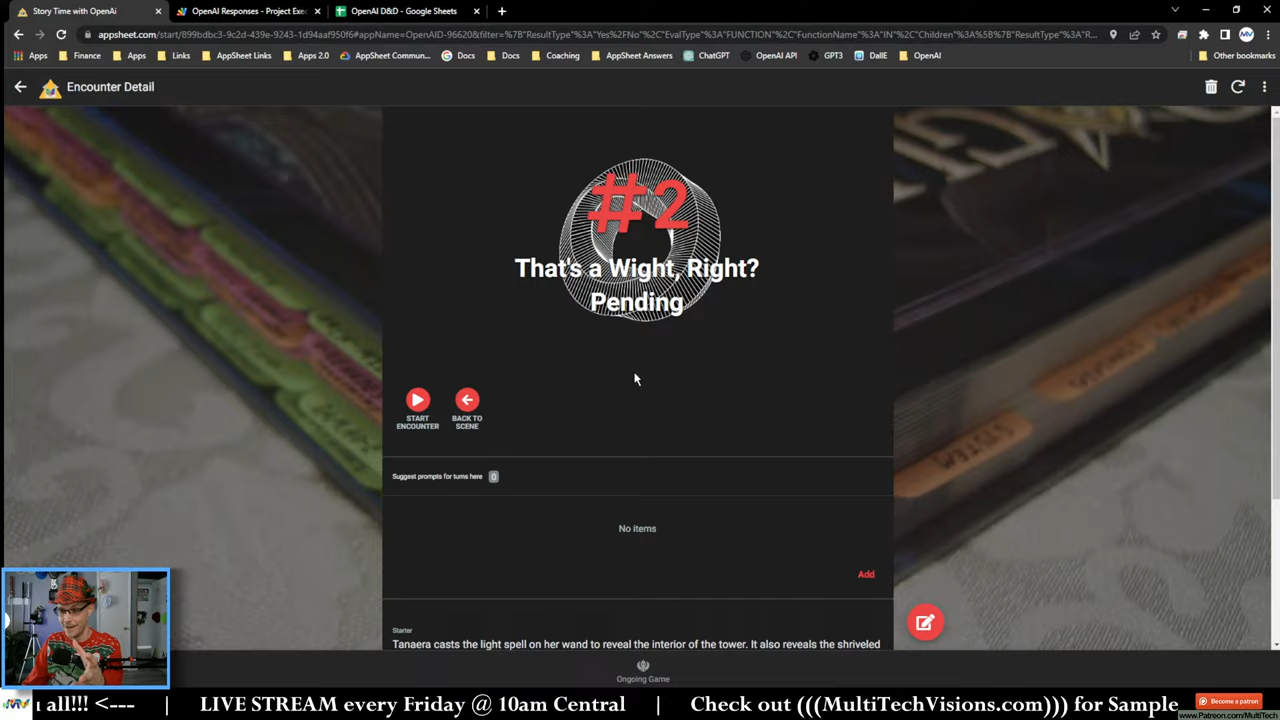 Story Time with OpenAi
OpenAI Responses - Project Exec
OpenAI D&D - Google Sheets
appsheet.com/start/899bdbc3-9c2d-439e-9243-1d94aaf950f6#appName=OpenAID-96620&filter=%7B"ResultType"%3A"Yes%2FNo"%2C"EvalType"%3A"FUNCTION"%2C"FunctionName"%3A"IN"%2C"Children"%3A%5B%7B"ResultType"%3A"R...
Apps
Finance
Apps
Links
AppSheet Links
Apps 2.0
AppSheet Commun...
Docs
Docs
Coaching
AppSheet Answers
ChatGPT
OpenAI API
GPT3
DallE
OpenAI
Other bookmarks
Encounter Detail
#2
That's a Wight, Right?
Pending
START
ENCOUNTER
BACK TO
SCENE
Suggest prompts for turns here 0
No items
Add
SYSTEM
Starter
Tanaera casts the light spell on her wand to reveal the interior of the tower. It also reveals the shriveled
Ongoing Game
t all!!! <--- | LIVE STREAM every Friday @ 10am Central | Check out (((MultiTechVisions.com))) for Sample
Become a patron
www.Patreon.com/MultiTech